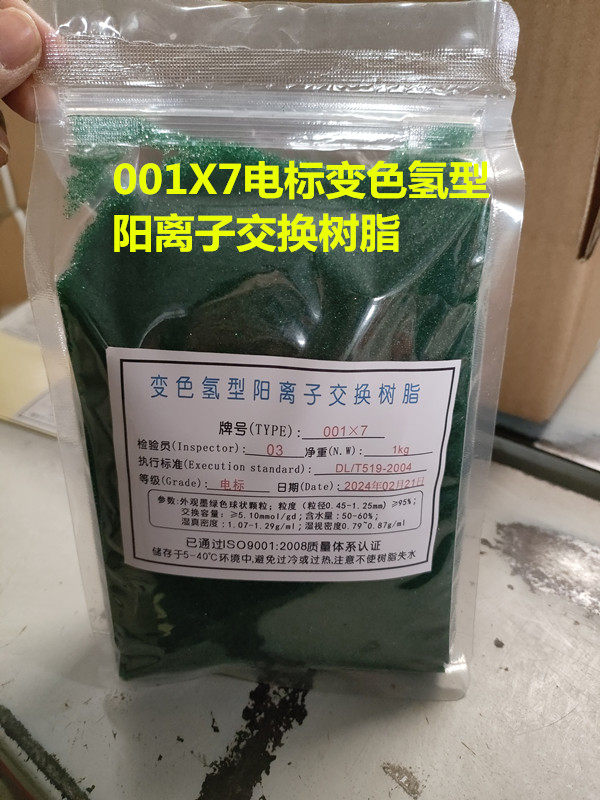 001X7电标变色氢型
阳离子交换树脂
变色氢型阳离子交换树脂
牌号(TYPE): 001×7
检验员(Inspector): 03 净重(N.W): 1kg
执行标准(Execution standard): DL/T519-2004
等级(Grade): 电标 日期(Date): 2024年02月21日
参数:外观墨绿色球状颗粒; 粒度 (粒径0.45-1.25mm) ≥95%;
交换容量: ≥5.10mmol/gd; 含水量: 50-60%;
湿真密度: 1.07-1.29g/ml; 湿视密度0.79~0.87g/ml
已通过ISO9001:2008质量体系认证
储存于5-40℃环境中,避免过冷或过热,注意不使树脂失水